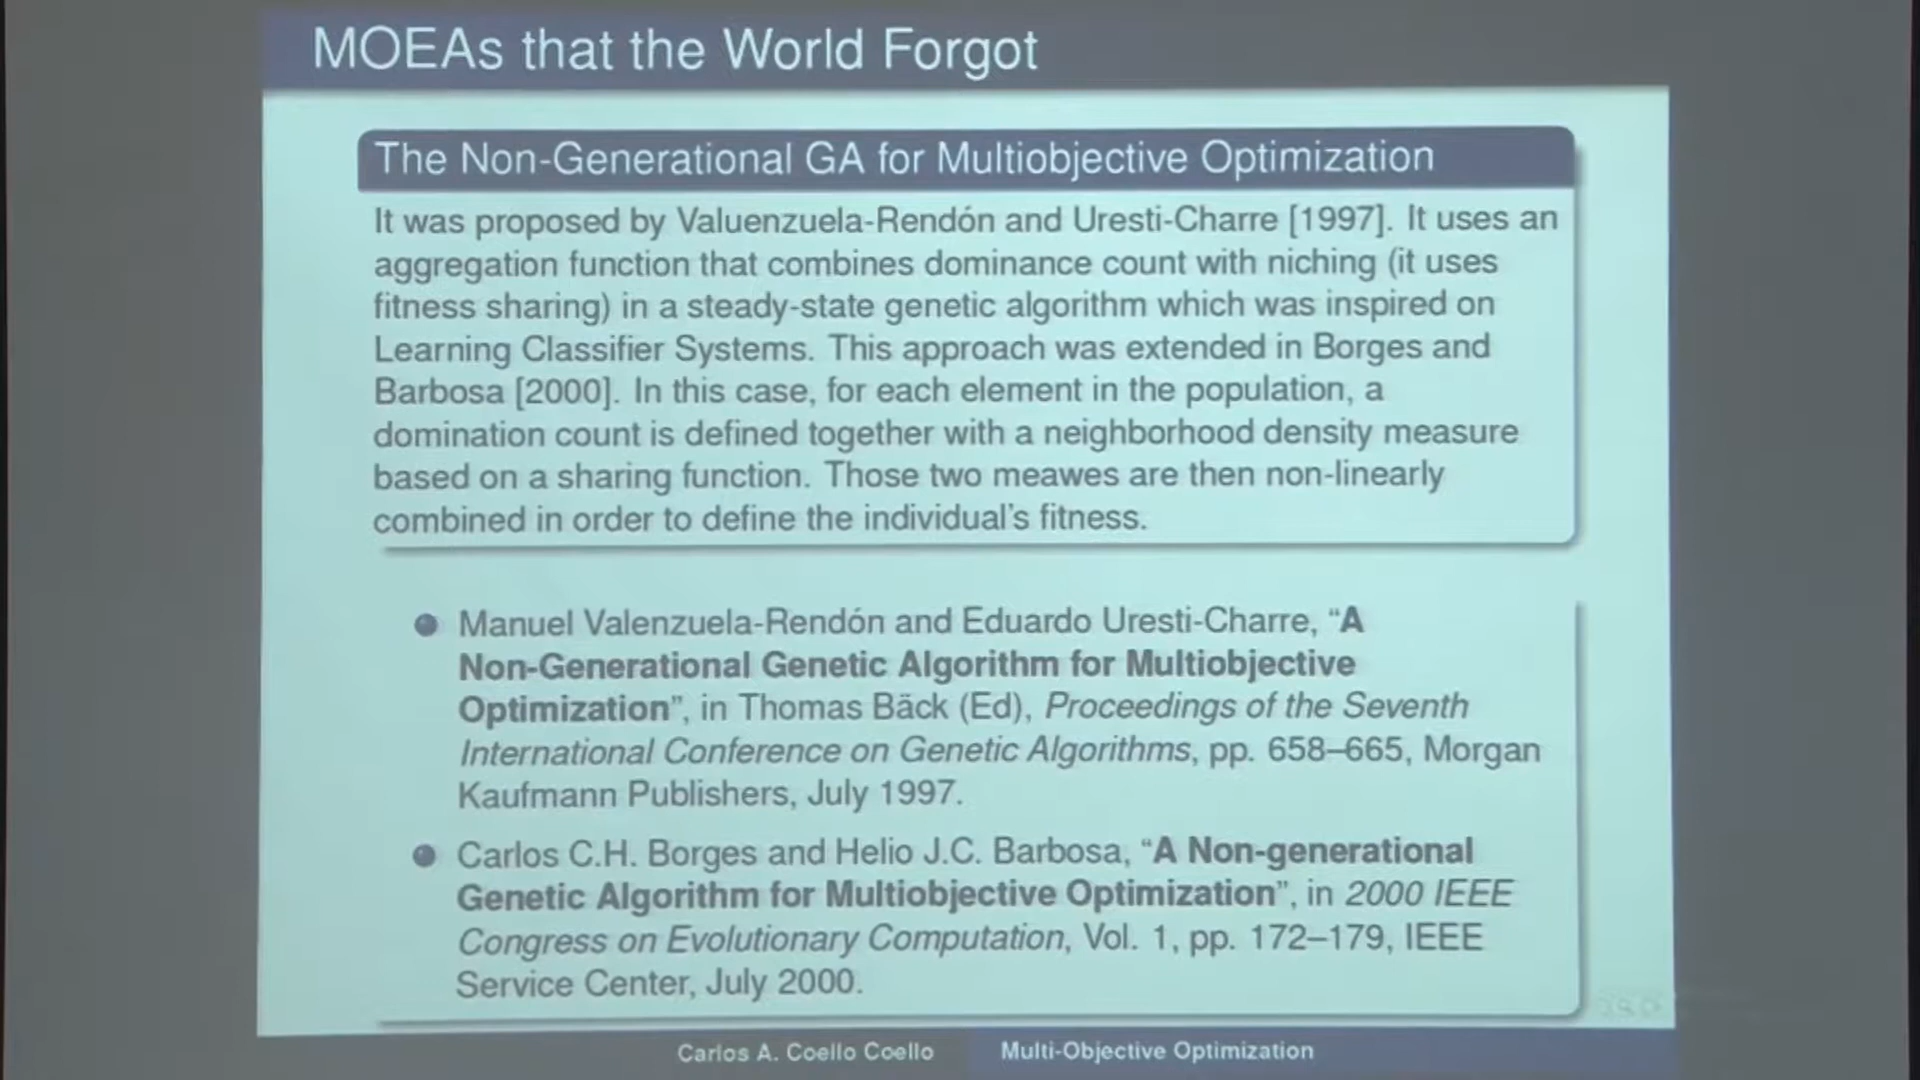 MOEAs that the World Forgot
The Non-Generational GA for Multiobjective Optimization
It was proposed by Valuenzuela-Rendón and Uresti-Charre [1997]. It uses an
aggregation function that combines dominance count with niching (it uses
fitness sharing) in a steady-state genetic algorithm which was inspired on
Learning Classifier Systems. This approach was extended in Borges and
Barbosa [2000]. In this case, for each element in the population, a
domination count is defined together with a neighborhood density measure
based on a sharing function. Those two meawes are then non-linearly
combined in order to define the individual's fitness.
Manuel Valenzuela-Rendón and Eduardo Uresti-Charre, “A
Non-Generational Genetic Algorithm for Multiobjective
Optimization”, in Thomas Bäck (Ed), Proceedings of the Seventh
International Conference on Genetic Algorithms, pp. 658–665, Morgan
Kaufmann Publishers, July 1997.
Carlos C.H. Borges and Helio J.C. Barbosa, “A Non-generational
Genetic Algorithm for Multiobjective Optimization”, in 2000 IEEE
Congress on Evolutionary Computation, Vol. 1, pp. 172–179, IEEE
Service Center, July 2000.
Carlos A. Coello Coello Multi-Objective Optimization